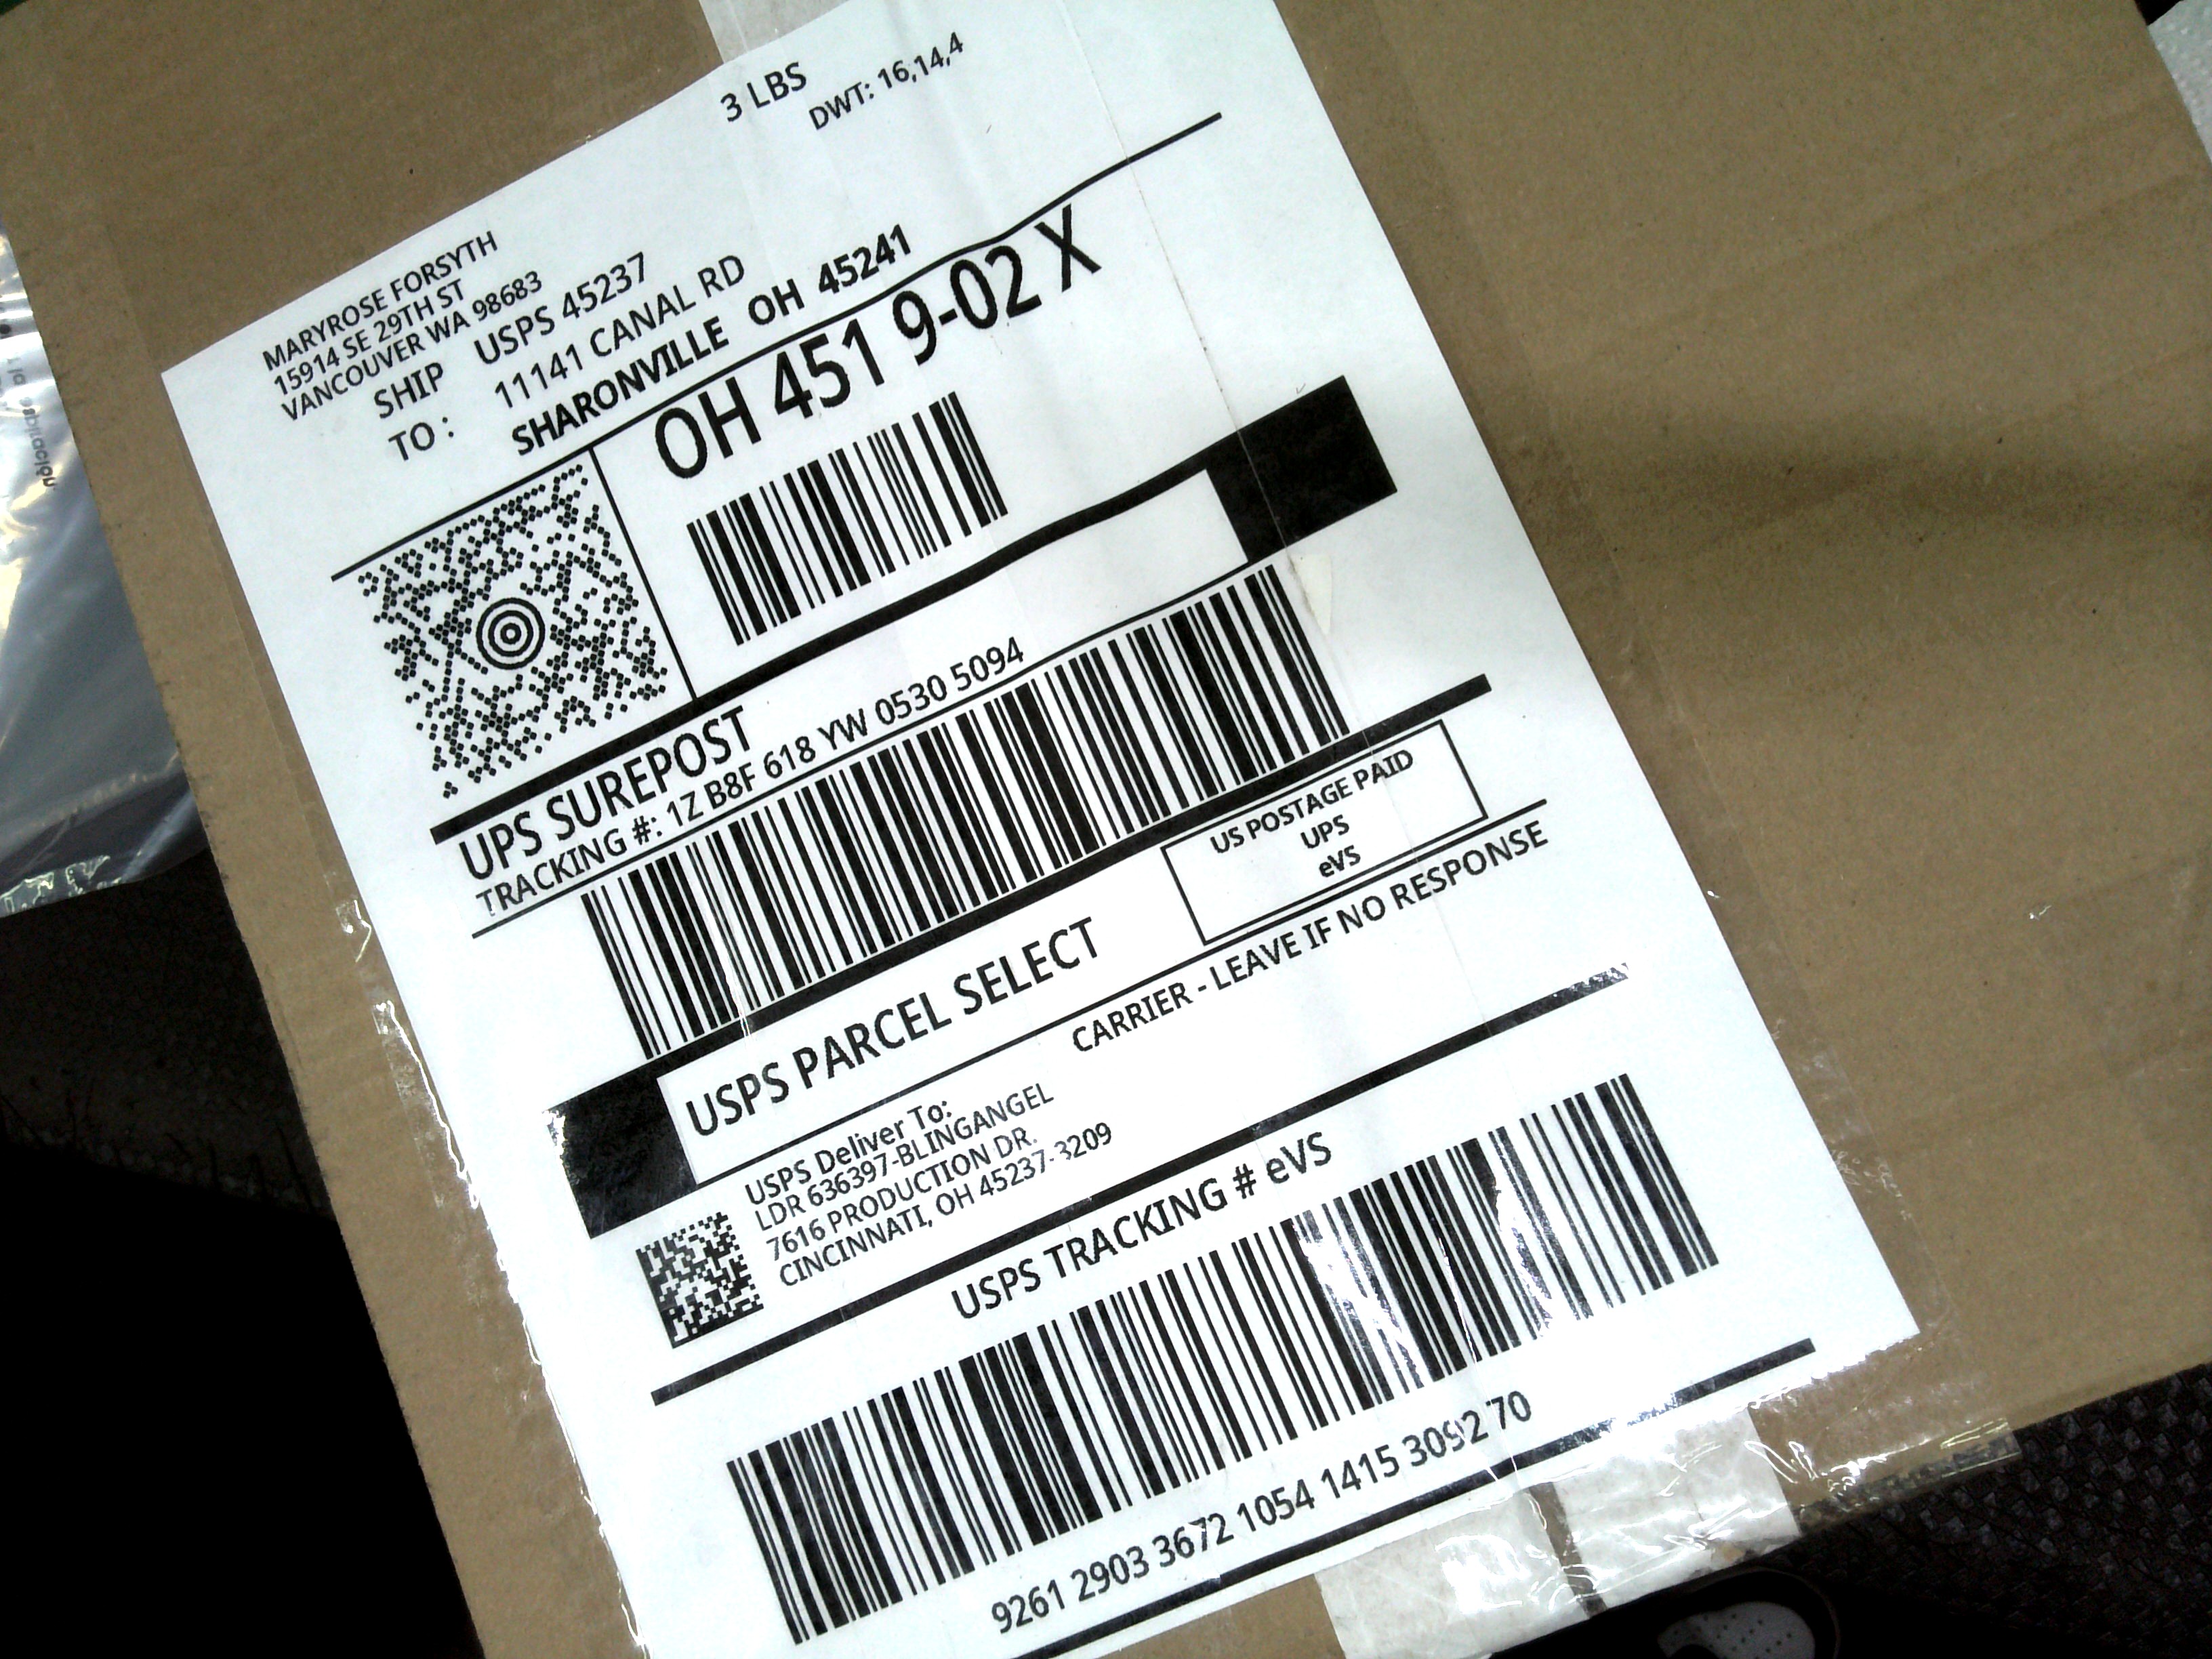 3 LBS
DWT: 16,14,4
MARYROSE FORSYTH
15914 SE 29TH ST
VANCOUVER WA 98683
SHIP USPS 45237
TO : 11141 CANAL RD
SHARONVILLE OH 45241
OH 451 9-02 X
UPS SUREPOST
TRACKING #: 1Z B8F 618 YW 0530 5094
US POSTAGE PAID
UPS
eVS
USPS PARCEL SELECT
CARRIER - LEAVE IF NO RESPONSE
USPS Deliver To:
LDR 636397-BLINGANGEL
7616 PRODUCTION DR.
CINCINNATI, OH 45237-3209
USPS TRACKING # eVS
9261 2903 3672 1054 1415 3092 70